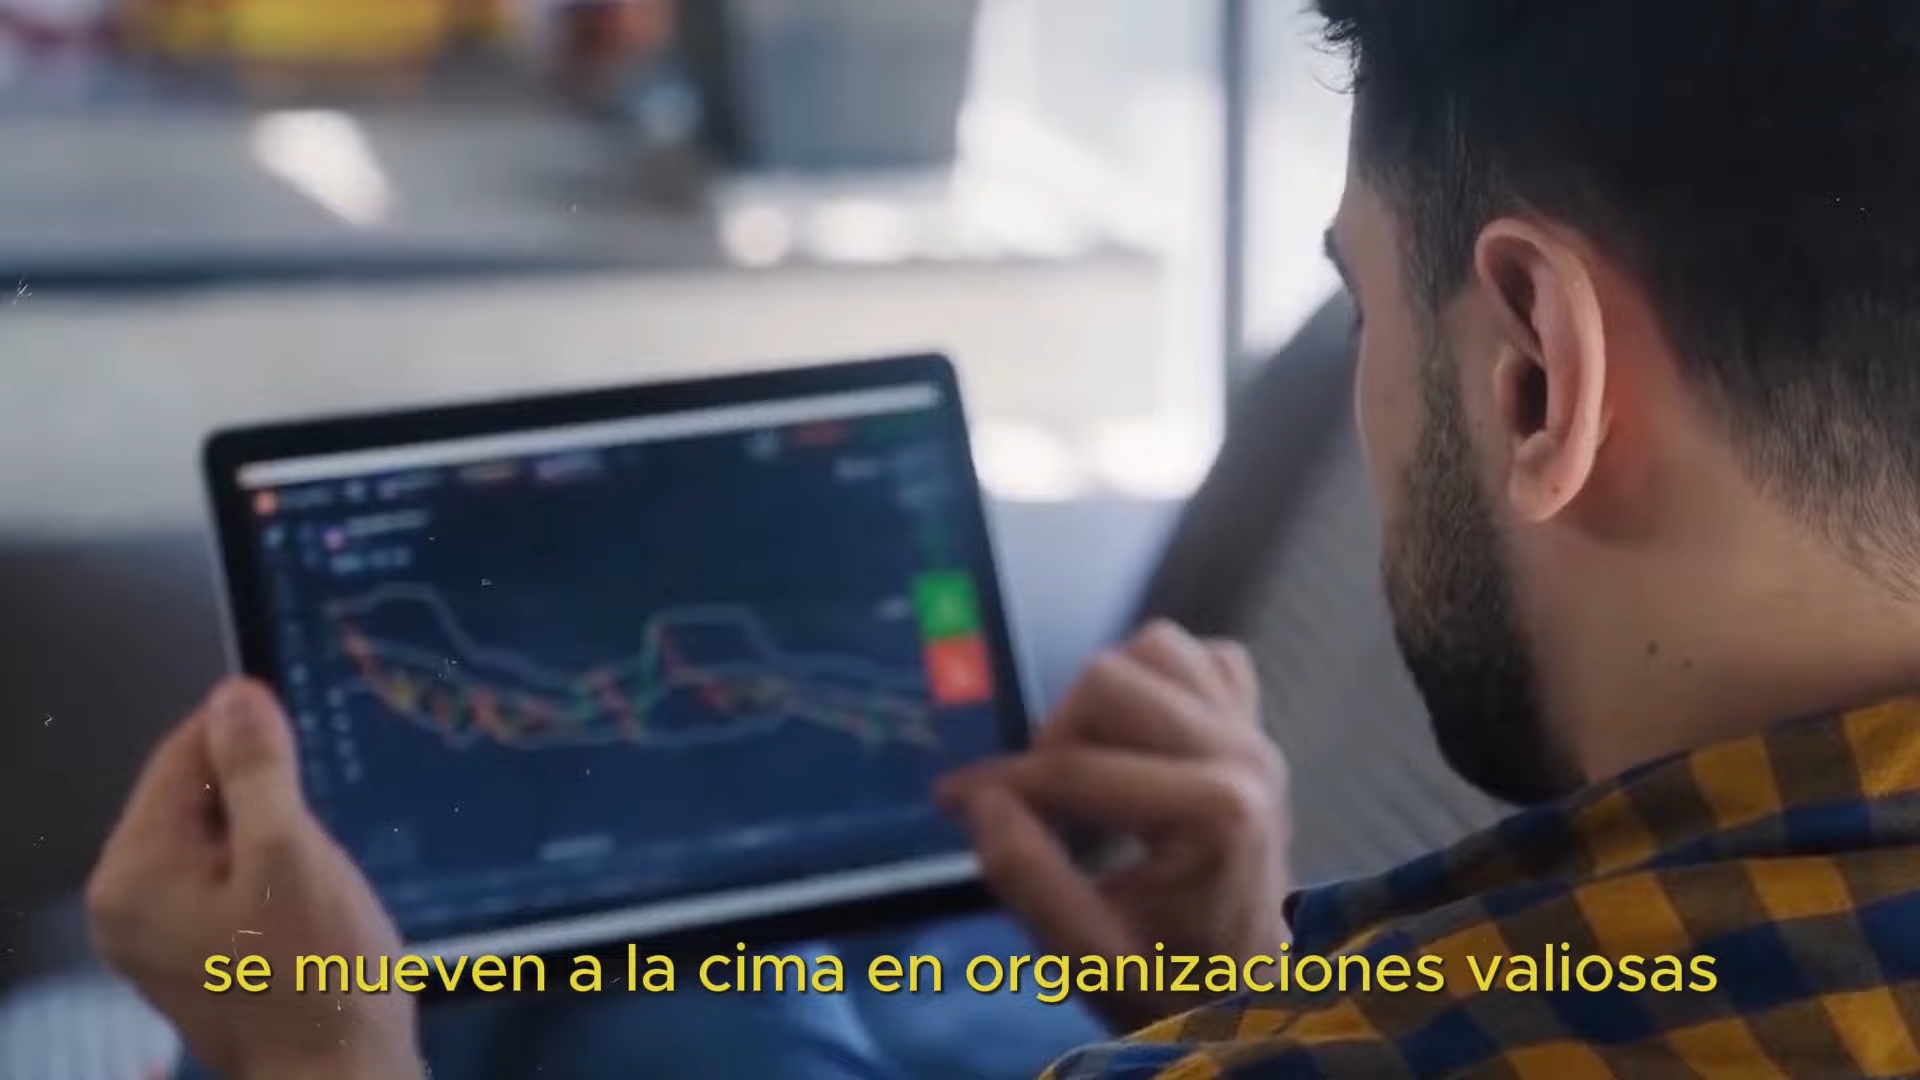 se mueven a la cima en organizaciones valiosas